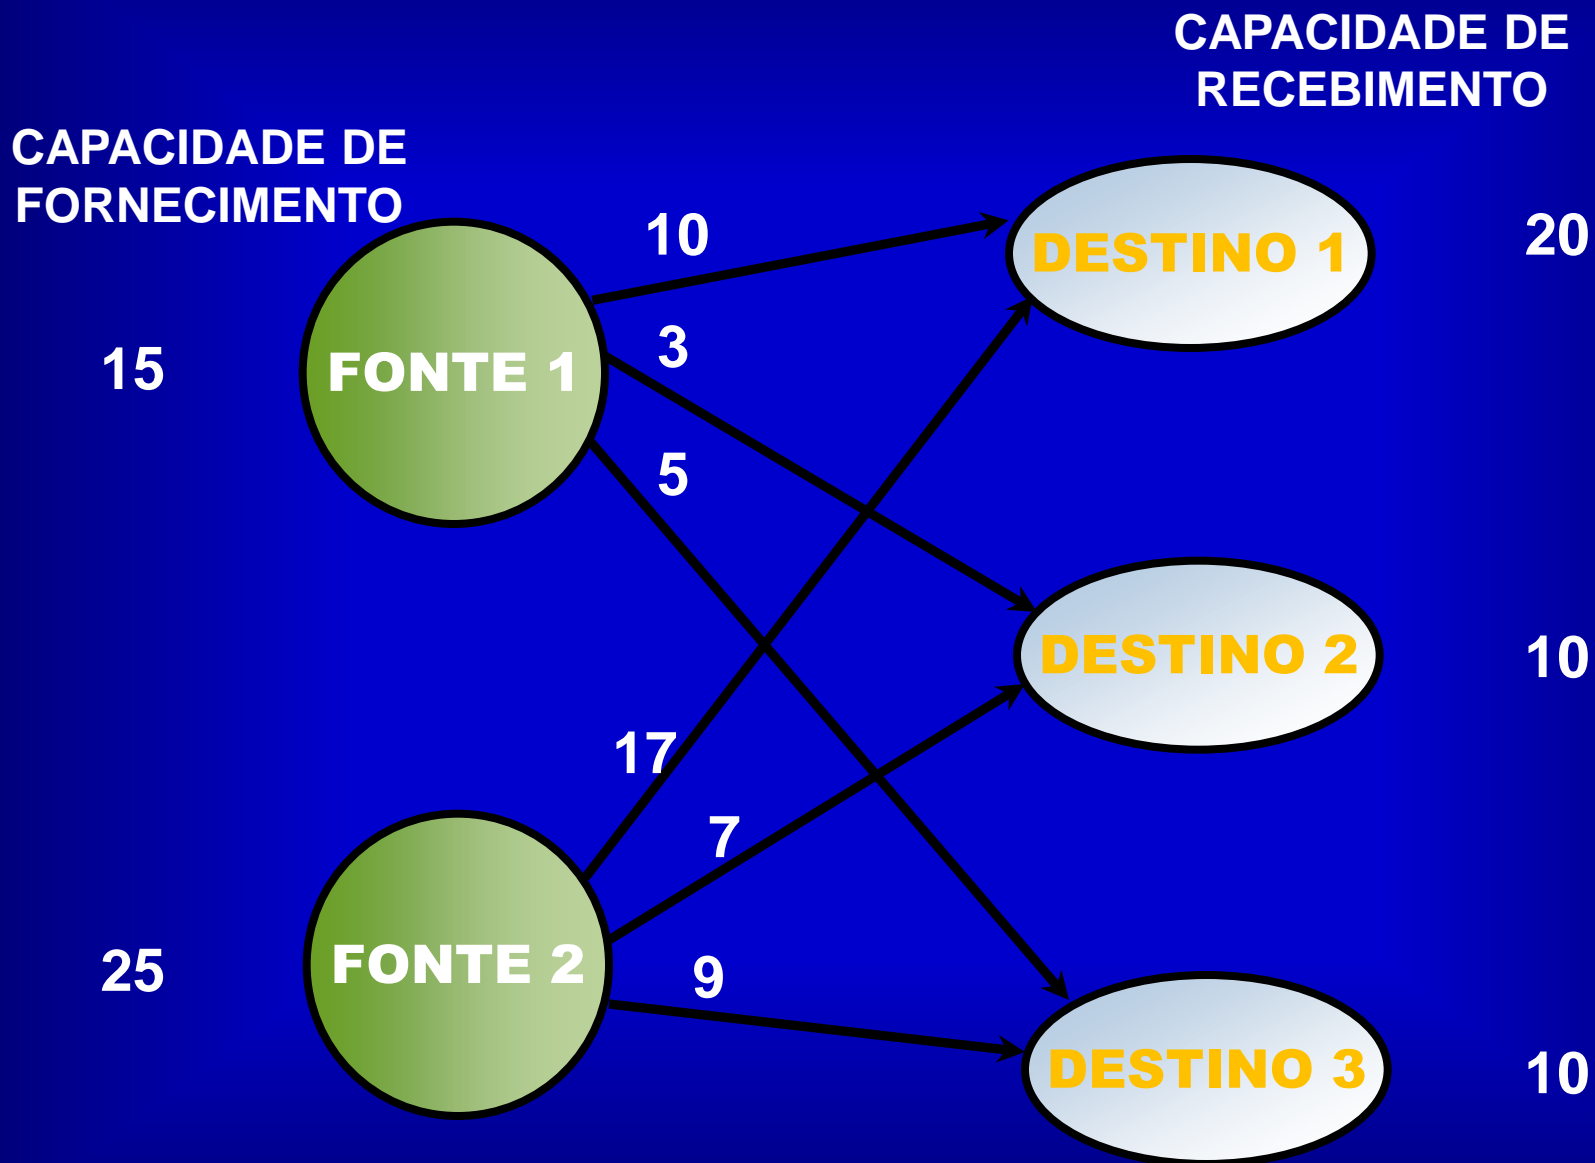 CAPACIDADE DE
RECEBIMENTO
CAPACIDADE DE
FORNECIMENTO
10
DESTINO 1
20
3
15
FONTE 1
5
DESTINO 2
10
17
7
FONTE 2
25
9
DESTINO 3
10